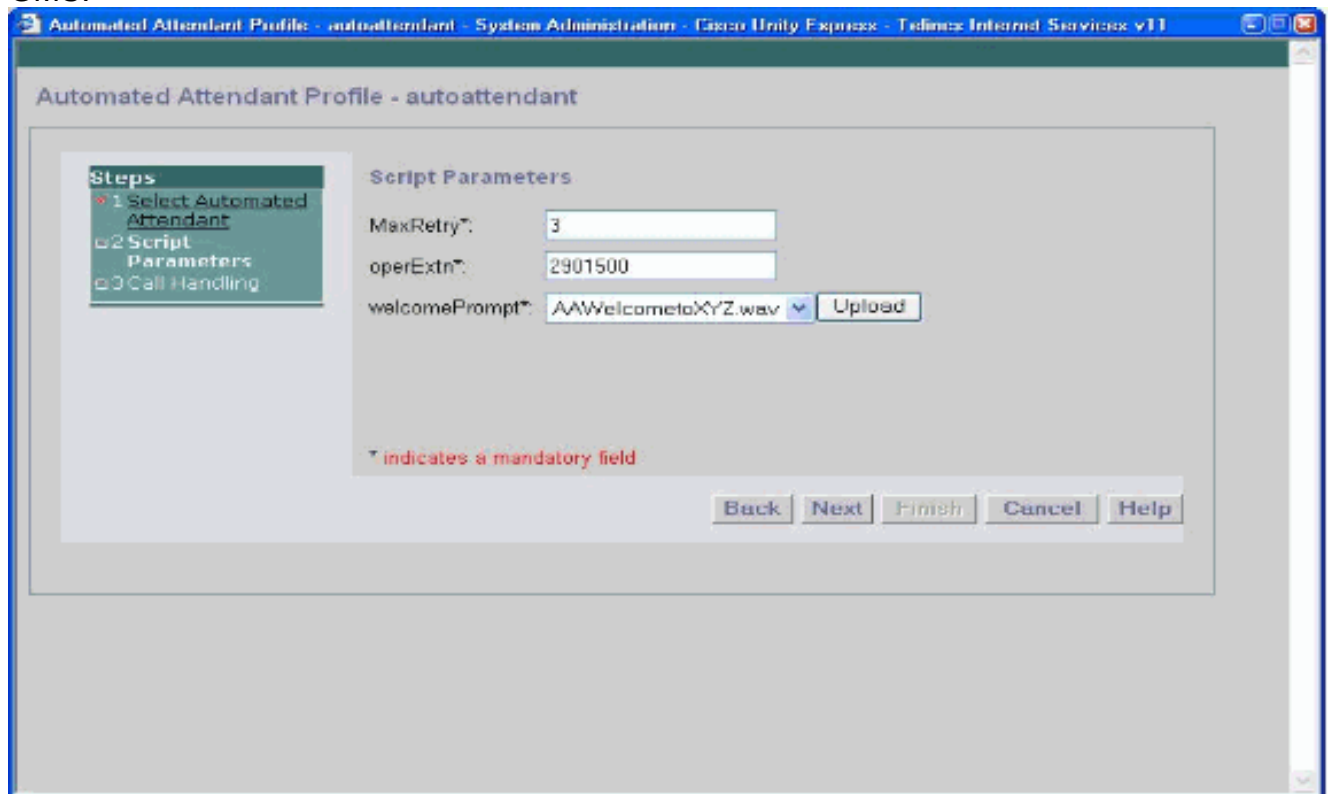 Automated Attendant Profile - autoattendant - System Administration - Cisco Unity Express - Telmex Internet Services v11
Automated Attendant Profile - autoattendant
Steps
1 Select Automated
Attendant
2 Script
Parameters
3 Call Handling
Script Parameters
MaxRetry*: 3
operExtn*: 2901500
welcomePrompt*: AAWelcometoXYZ.wav Upload
* indicates a mandatory field
Back Next Finish Cancel Help